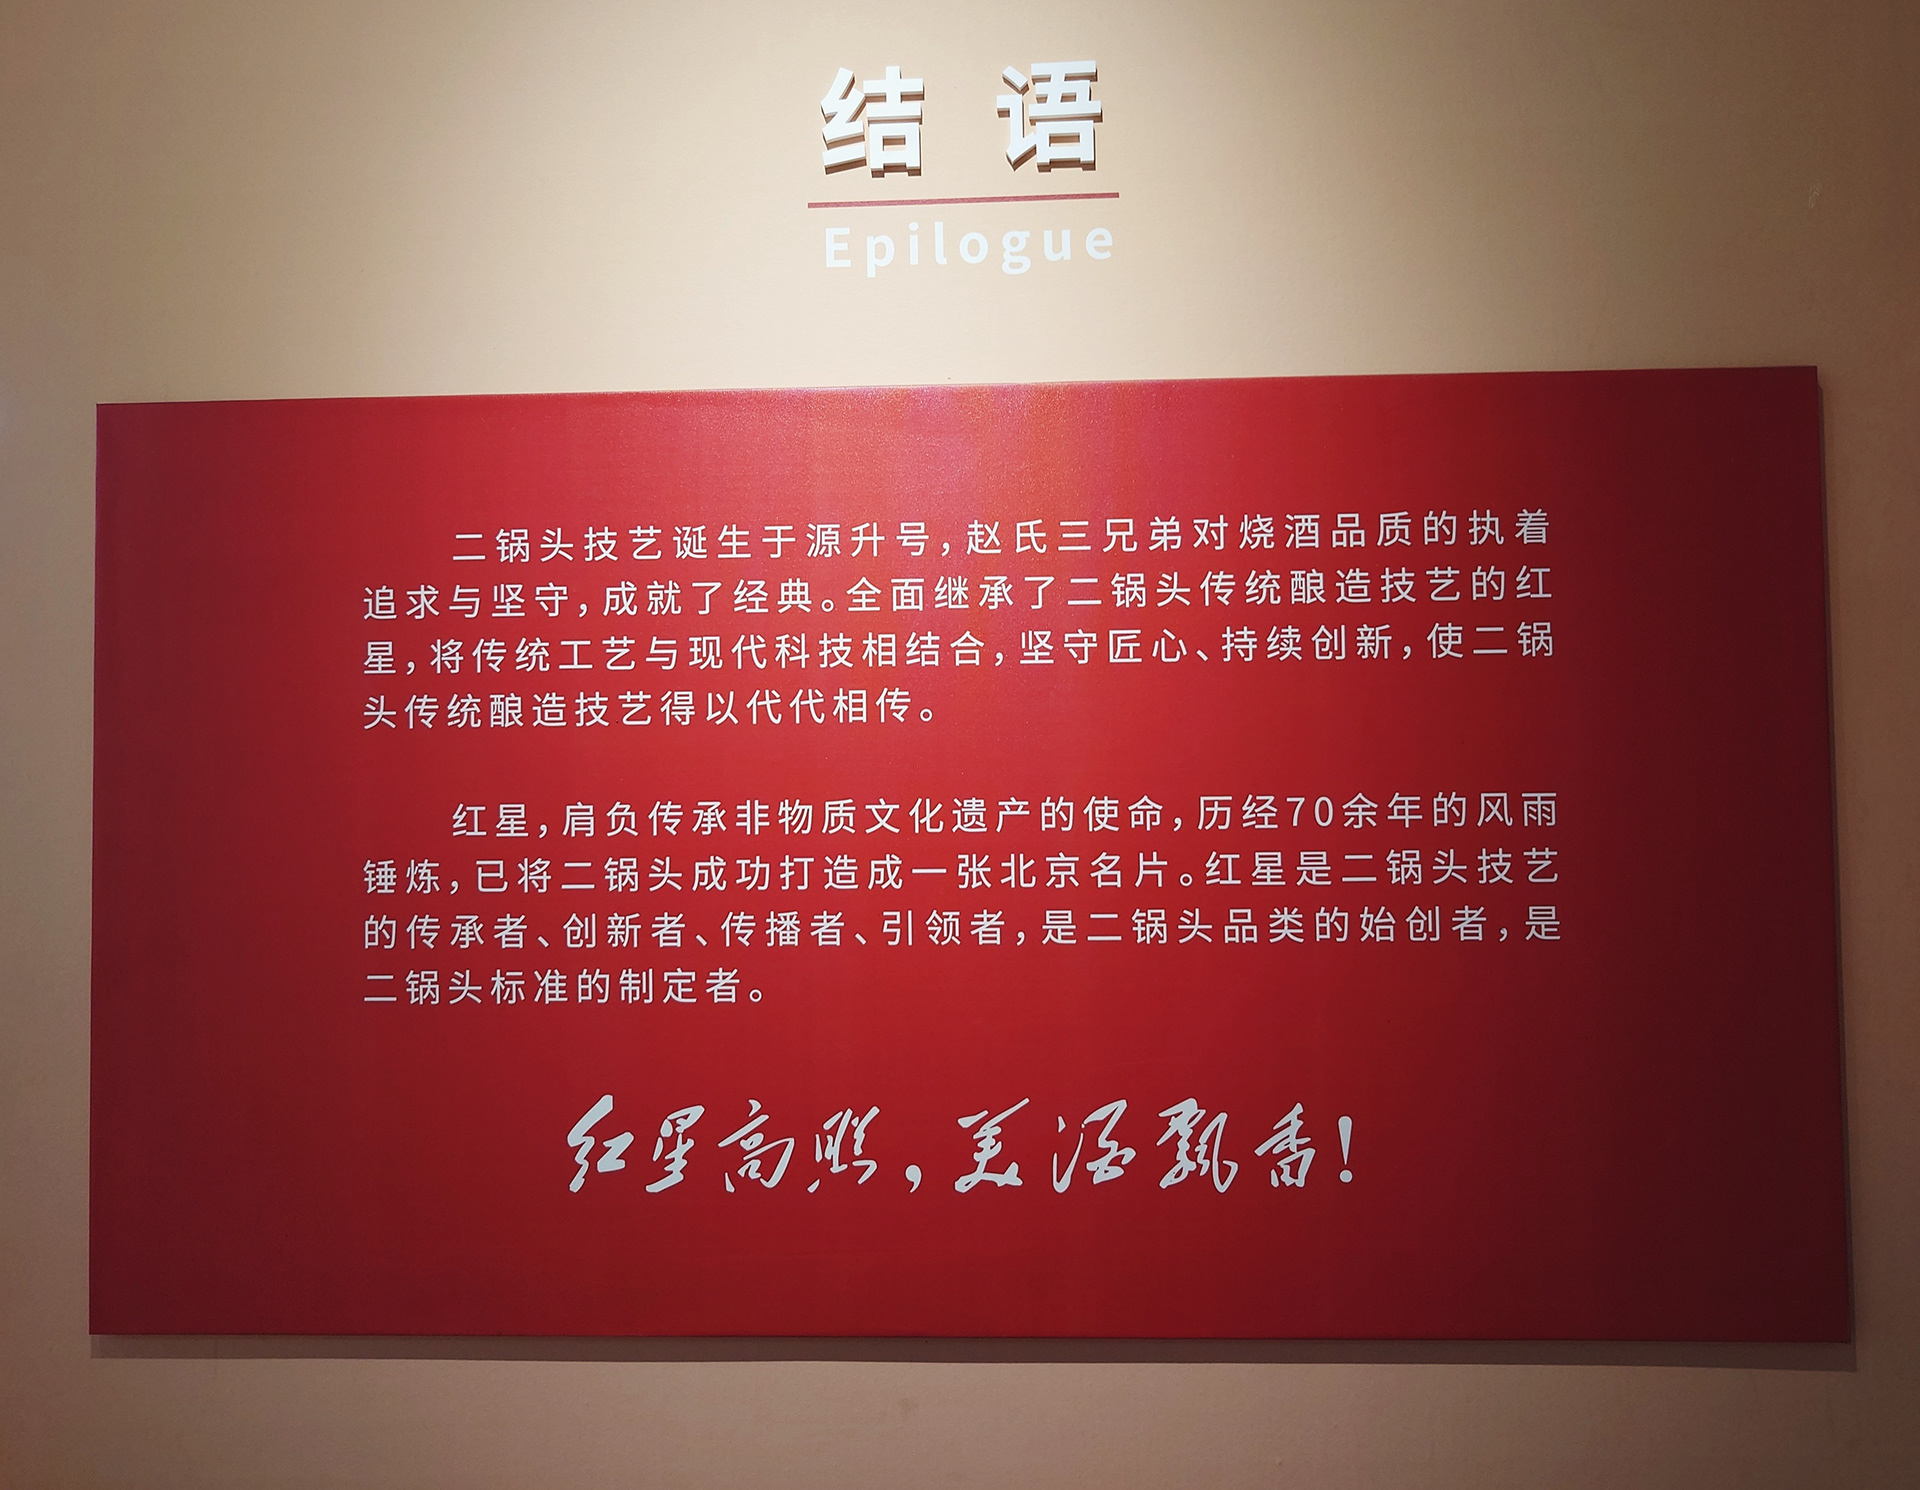 结语
Epilogue
二锅头技艺诞生于源升号，赵氏三兄弟对烧酒品质的执着
追求与坚守，成就了经典。全面继承了二锅头传统酿造技艺的红
星，将传统工艺与现代科技相结合，坚守匠心、持续创新，使二锅
头传统酿造技艺得以代代相传。
红星，肩负传承非物质文化遗产的使命，历经70余年的风雨
锤炼，已将二锅头成功打造成一张北京名片。红星是二锅头技艺
的传承者、创新者、传播者、引领者，是二锅头品类的始创者，是
二锅头标准的制定者。
红星高照，美酒飘香！